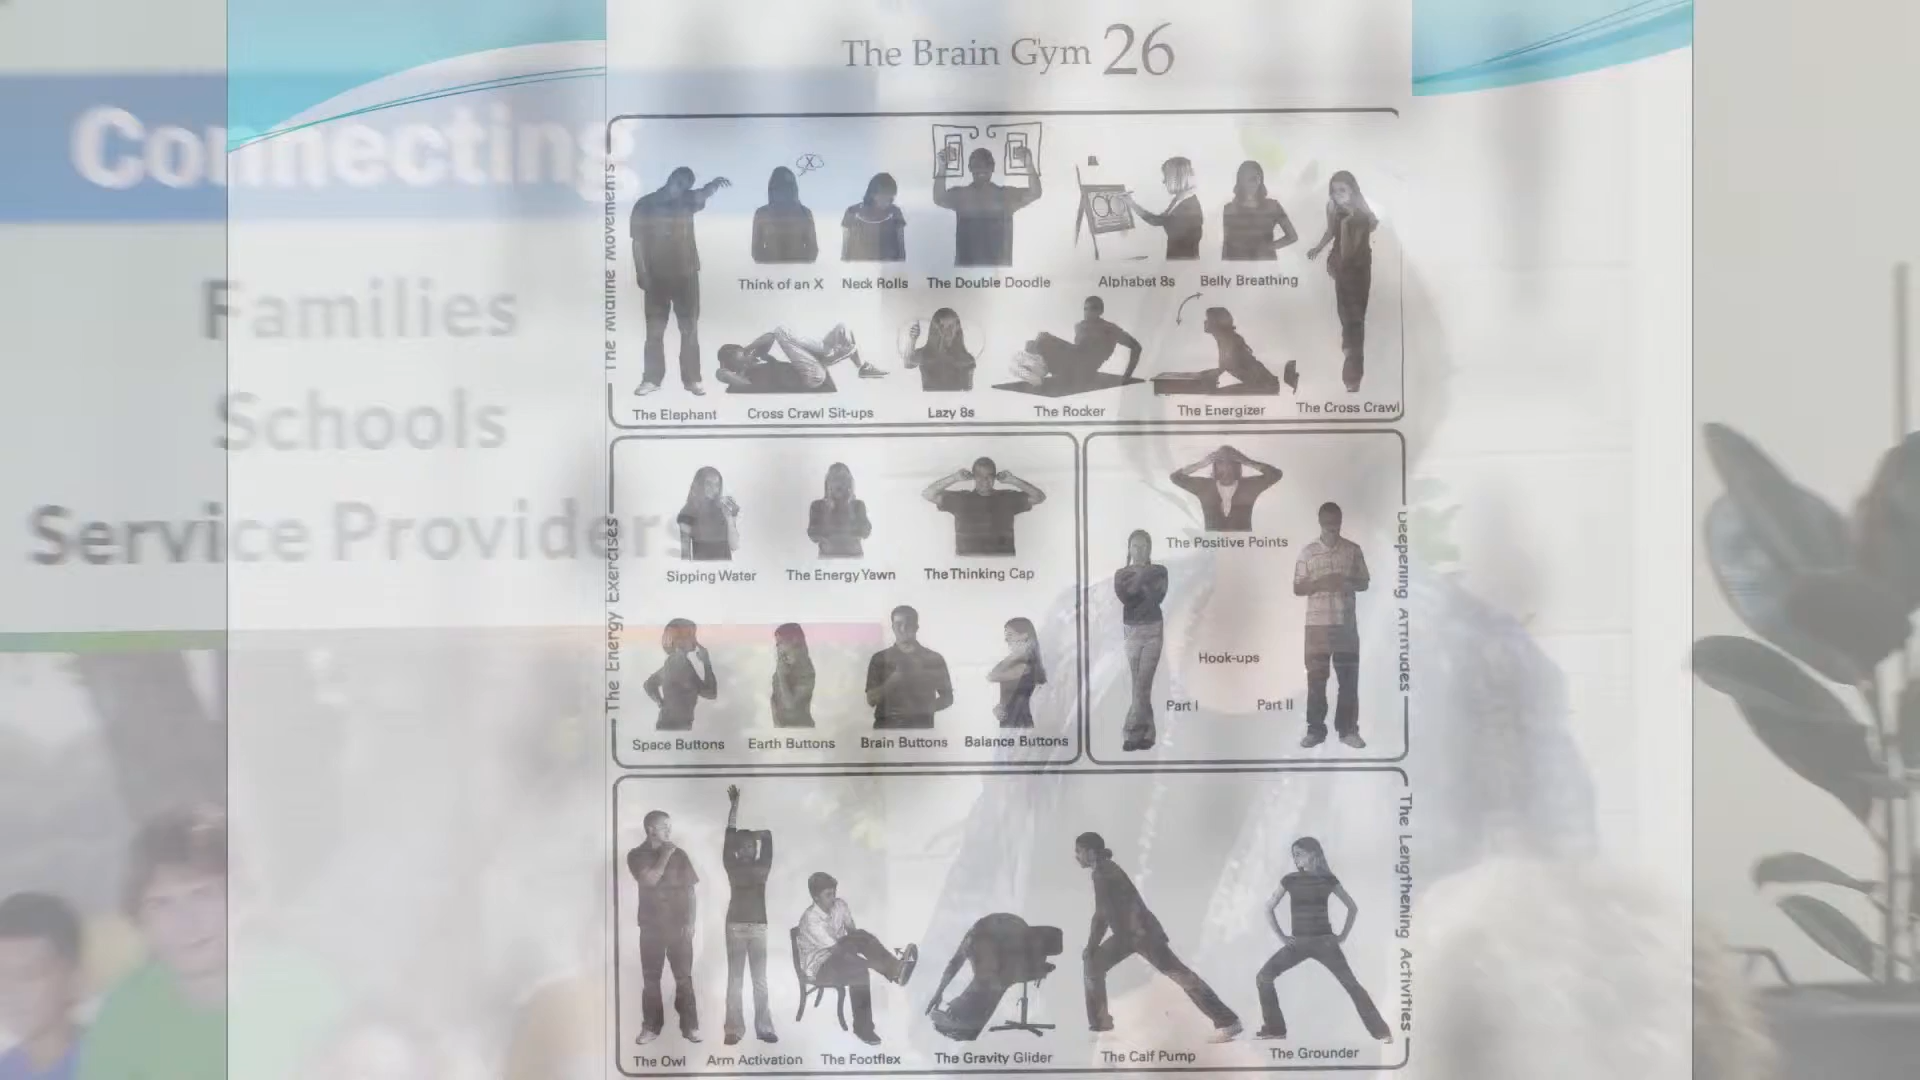 The Brain Gym 26
Connecting
Families
Schools
Service Providers
The Midline Movements
X
Think of an X
Neck Rolls
The Double Doodle
Alphabet 8s
Belly Breathing
The Elephant
Cross Crawl Sit-ups
Lazy 8s
The Rocker
The Energizer
The Cross Crawl
The Energy Exercises
Sipping Water
The Energy Yawn
The Thinking Cap
Space Buttons
Earth Buttons
Brain Buttons
Balance Buttons
Deepening Attitudes
The Positive Points
Hook-ups
Part I
Part II
The Lengthening Activities
The Owl
Arm Activation
The Footflex
The Gravity Glider
The Calf Pump
The Grounder